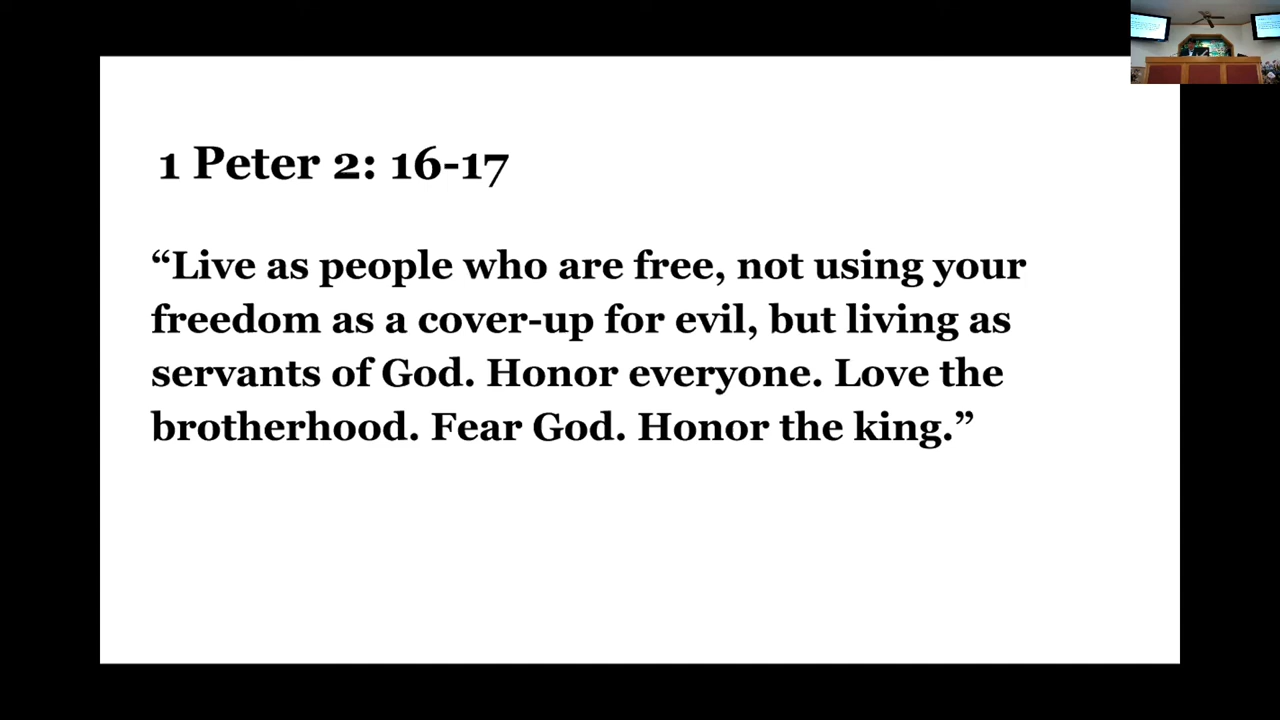 1 Peter 2: 16-17
“Live as people who are free, not using your
freedom as a cover-up for evil, but living as
servants of God. Honor everyone. Love the
brotherhood. Fear God. Honor the king.”